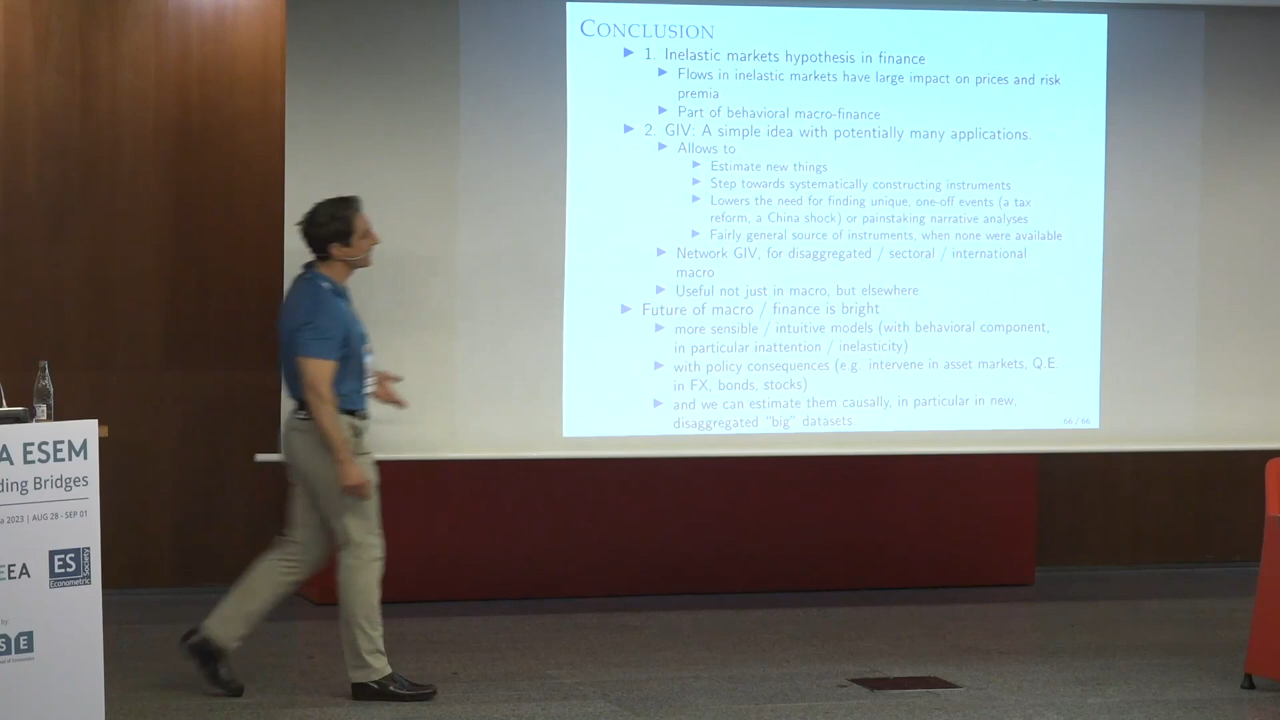 CONCLUSION
1. Inelastic markets hypothesis in finance
Flows in inelastic markets have large impact on prices and risk
premia
Part of behavioral macro-finance
2. GIV: A simple idea with potentially many applications.
Allows to
Estimate new things
Step towards systematically constructing instruments
Lowers the need for finding unique, one-off events (a tax
reform, a China shock) or painstaking narrative analyses
Fairly general source of instruments, when none were available
Network GIV, for disaggregated / sectoral / international
macro
Useful not just in macro, but elsewhere
Future of macro / finance is bright
more sensible / intuitive models (with behavioral component,
in particular inattention / inelasticity)
with policy consequences (e.g. intervene in asset markets, Q.E.
in FX, bonds, stocks)
and we can estimate them causally, in particular in new,
disaggregated "big" datasets
66 / 66
A ESEM
ding Bridges
a 2023 | AUG 28 - SEP 01
EEA
ES
Econometric
Society
by:
S E